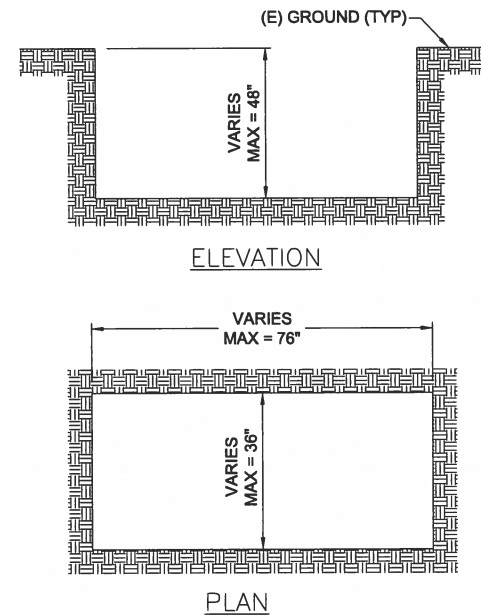 (E) GROUND (TYP)
VARIES
MAX = 48"
ELEVATION
VARIES
MAX = 76"
VARIES
MAX = 36"
PLAN